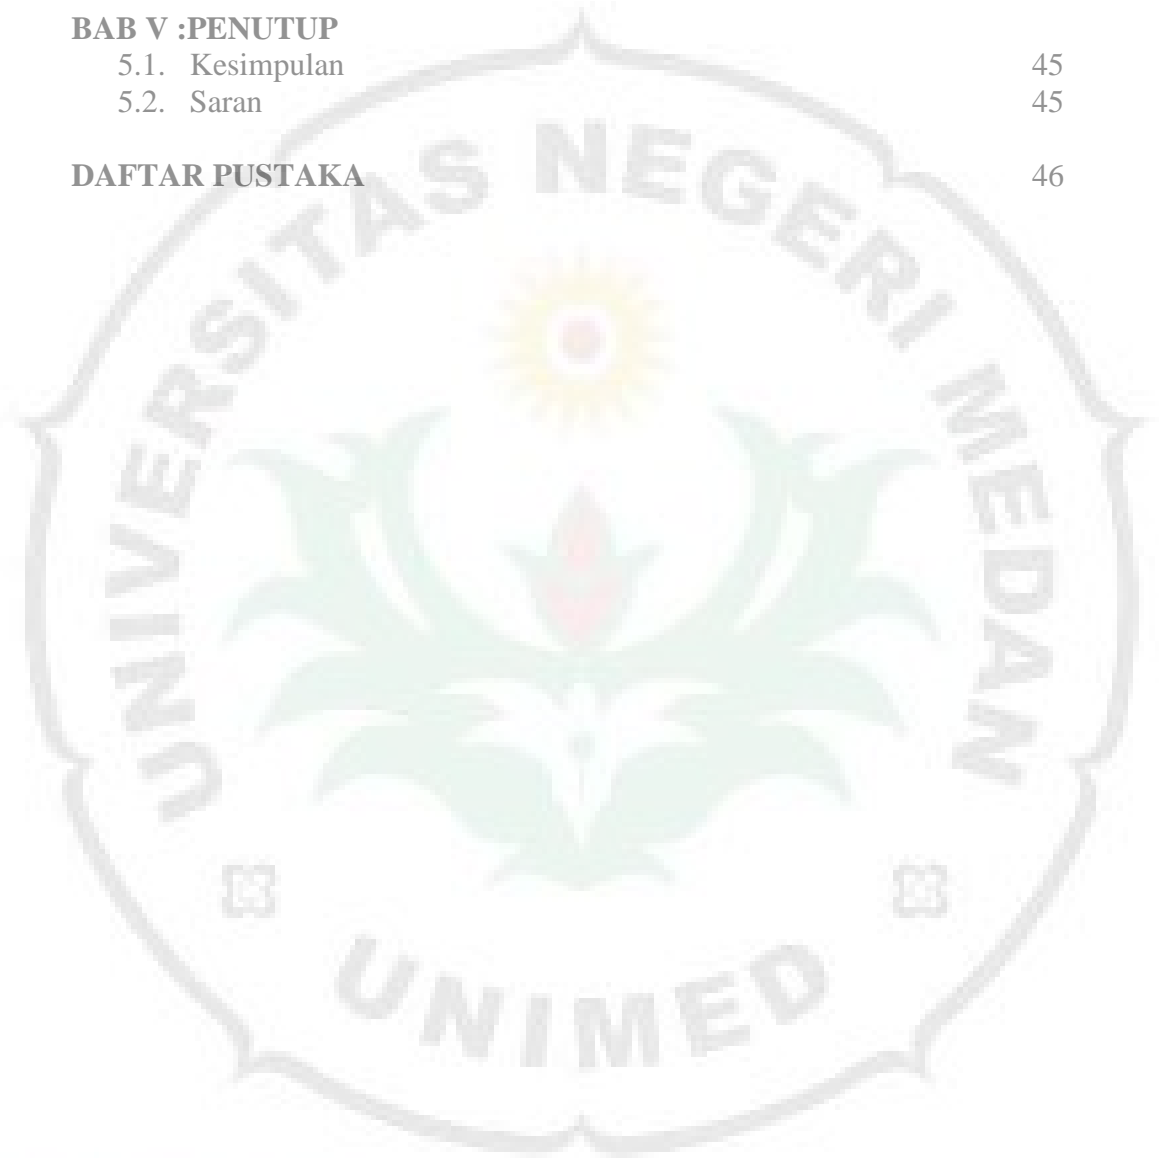 BAB V :PENUTUP
5.1. Kesimpulan 45
5.2. Saran 45
DAFTAR PUSTAKA 46
UNIVERSITAS NEGERI MEDAN
UNIMED